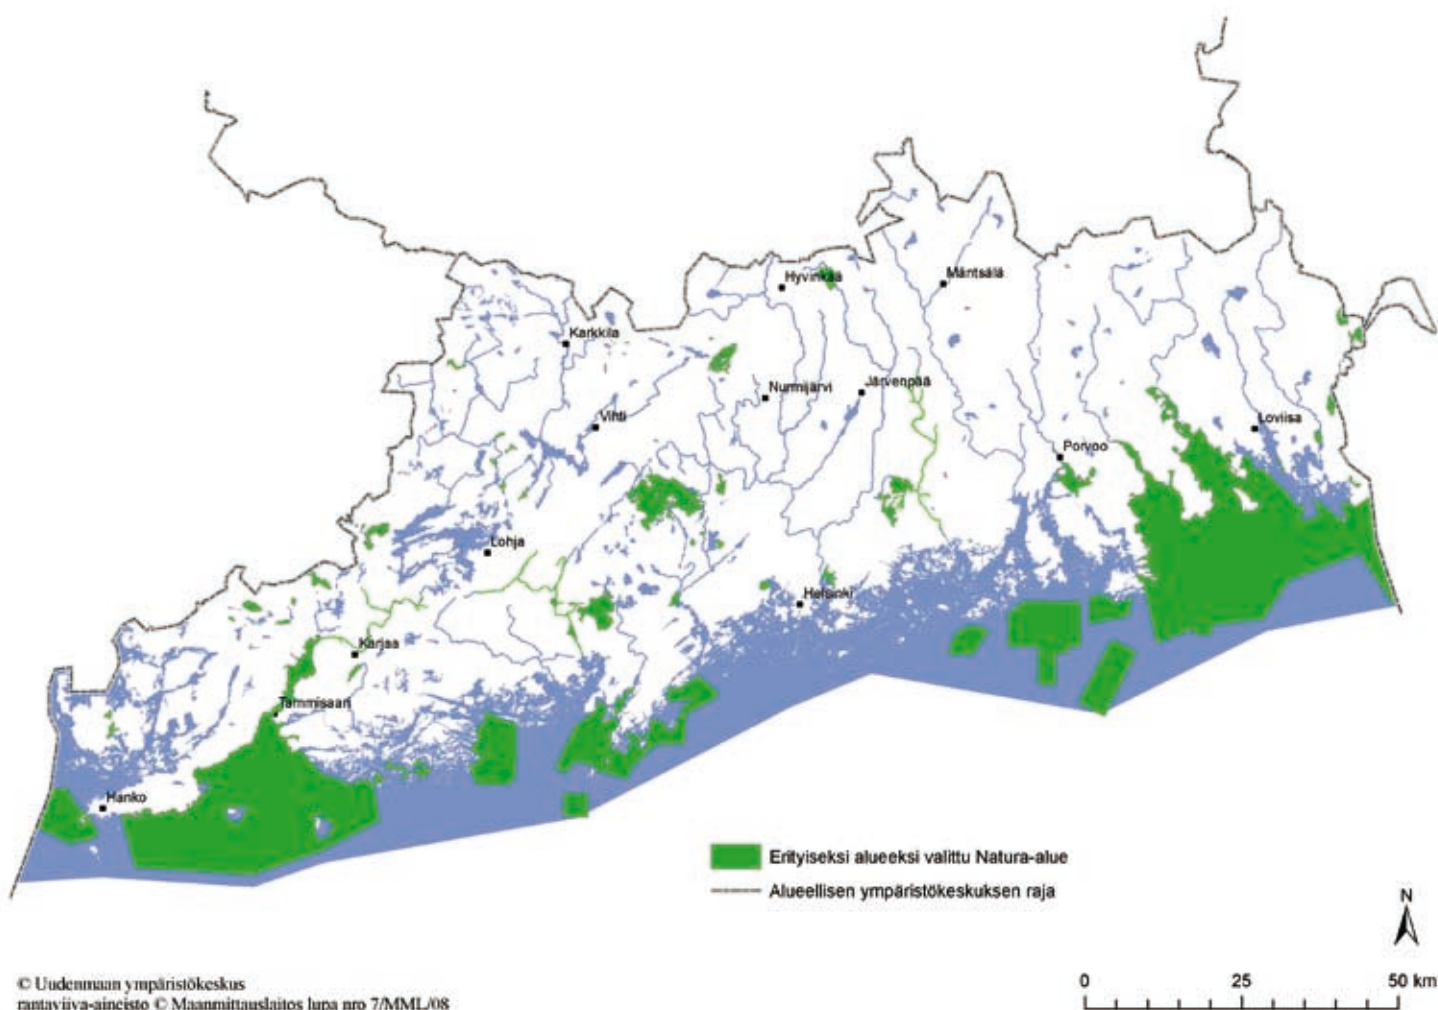 Hyvinkää
Mäntsälä
Karkkila
Nurmijärvi
Järvenpää
Vihti
Loviisa
Porvoo
Lohja
Helsinki
Karjaa
Tammisaari
Hanko
Erityiseksi alueeksi valittu Natura-alue
Alueellisen ympäristökeskuksen raja
N
0 25 50 km
© Uudenmaan ympäristökeskus
rantaviiva-aineisto © Maanmittauslaitos lupa nro 7/MML/08